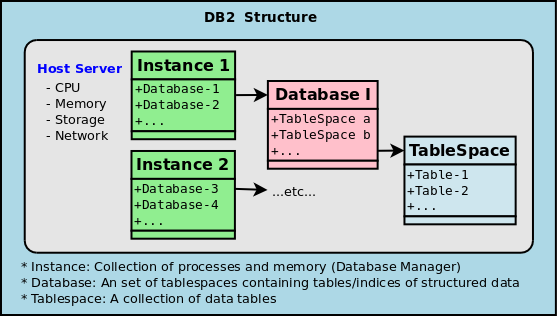 DB2 Structure
Host Server
- CPU
- Memory
- Storage
- Network
Instance 1
+Database-1
+Database-2
+...
Instance 2
+Database-3
+Database-4
+...
Database I
+TableSpace a
+TableSpace b
+...
...etc...
TableSpace
+Table-1
+Table-2
+...
* Instance: Collection of processes and memory (Database Manager)
* Database: An set of tablespaces containing tables/indices of structured data
* Tablespace: A collection of data tables